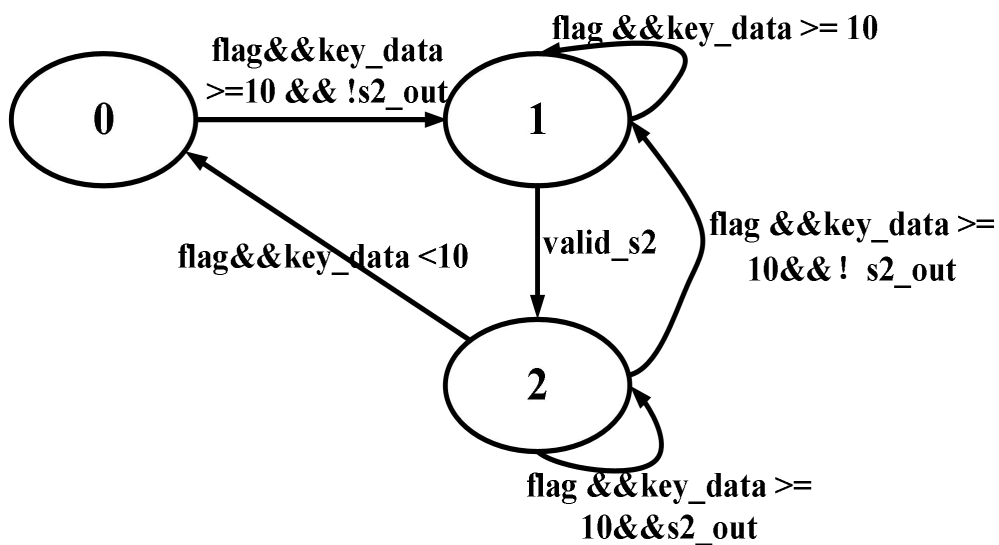 flag &&key_data >= 10
flag&&key_data
>=10 && !s2_out
0
1
flag &&key_data >=
10&&！ s2_out
valid_s2
flag&&key_data <10
2
flag &&key_data >=
10&&s2_out